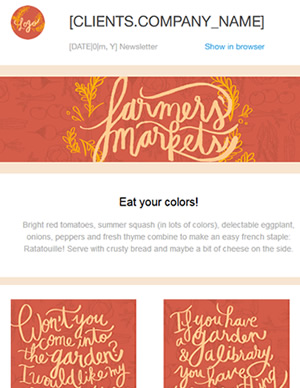 Logo
[CLIENTS.COMPANY_NAME]
[DATE|0|m, Y] Newsletter
Show in browser
farmers'
markets
Eat your colors!
Bright red tomatoes, summer squash (in lots of colors), delectable eggplant,
onions, peppers and fresh thyme combine to make an easy french staple:
Ratatouille! Serve with crusty bread and maybe a bit of cheese on the side.
Won't you
come into
the garden?
I would like my
If you have
a garden
& a library
you have